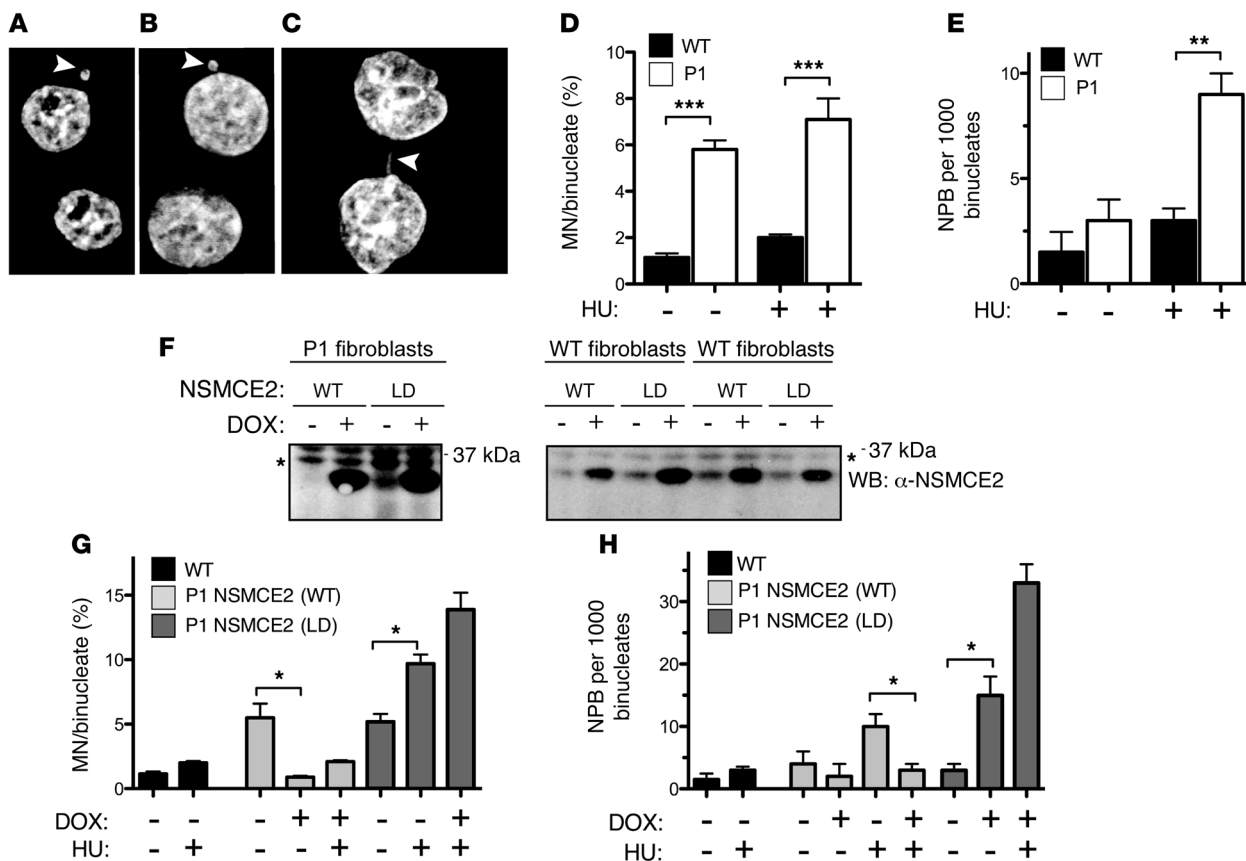 A
B
C
D
WT
P1
MN/binucleate (%)
10
8
6
4
2
0
***
***
HU: - - + +
E
WT
P1
NPB per 1000
binucleates
10
5
0
**
HU: - - + +
F
P1 fibroblasts
WT fibroblasts WT fibroblasts
NSMCE2: WT LD WT LD WT LD
DOX: - + - + - + - + - + - +
* -37 kDa
* -37 kDa
WB: α-NSMCE2
G
WT
P1 NSMCE2 (WT)
P1 NSMCE2 (LD)
MN/binucleate (%)
15
10
5
0
*
*
DOX: - - - + + - - +
HU: - + - - + - + +
H
WT
P1 NSMCE2 (WT)
P1 NSMCE2 (LD)
NPB per 1000
binucleates
30
20
10
0
*
*
DOX: - - - + - + - + +
HU: - + - - + + - - +